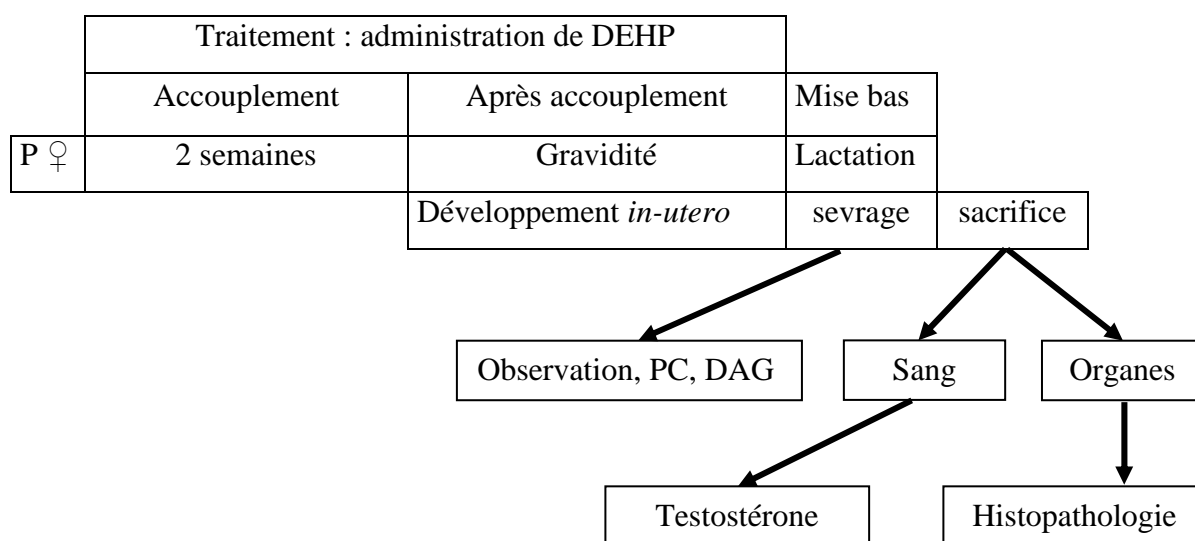 Traitement : administration de DEHP
Accouplement Après accouplement Mise bas
P ♀ 2 semaines Gravidité Lactation
Développement in-utero sevrage sacrifice
Observation, PC, DAG Sang Organes
Testostérone Histopathologie